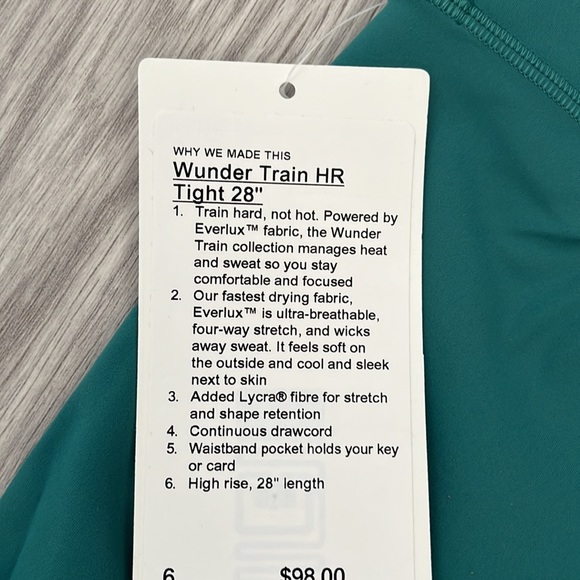 WHY WE MADE THIS
Wunder Train HR
Tight 28"
1. Train hard, not hot. Powered by
Everlux™ fabric, the Wunder
Train collection manages heat
and sweat so you stay
comfortable and focused
2. Our fastest drying fabric,
Everlux™ is ultra-breathable,
four-way stretch, and wicks
away sweat. It feels soft on
the outside and cool and sleek
next to skin
3. Added Lycra® fibre for stretch
and shape retention
4. Continuous drawcord
5. Waistband pocket holds your key
or card
6. High rise, 28" length
6 $98.00